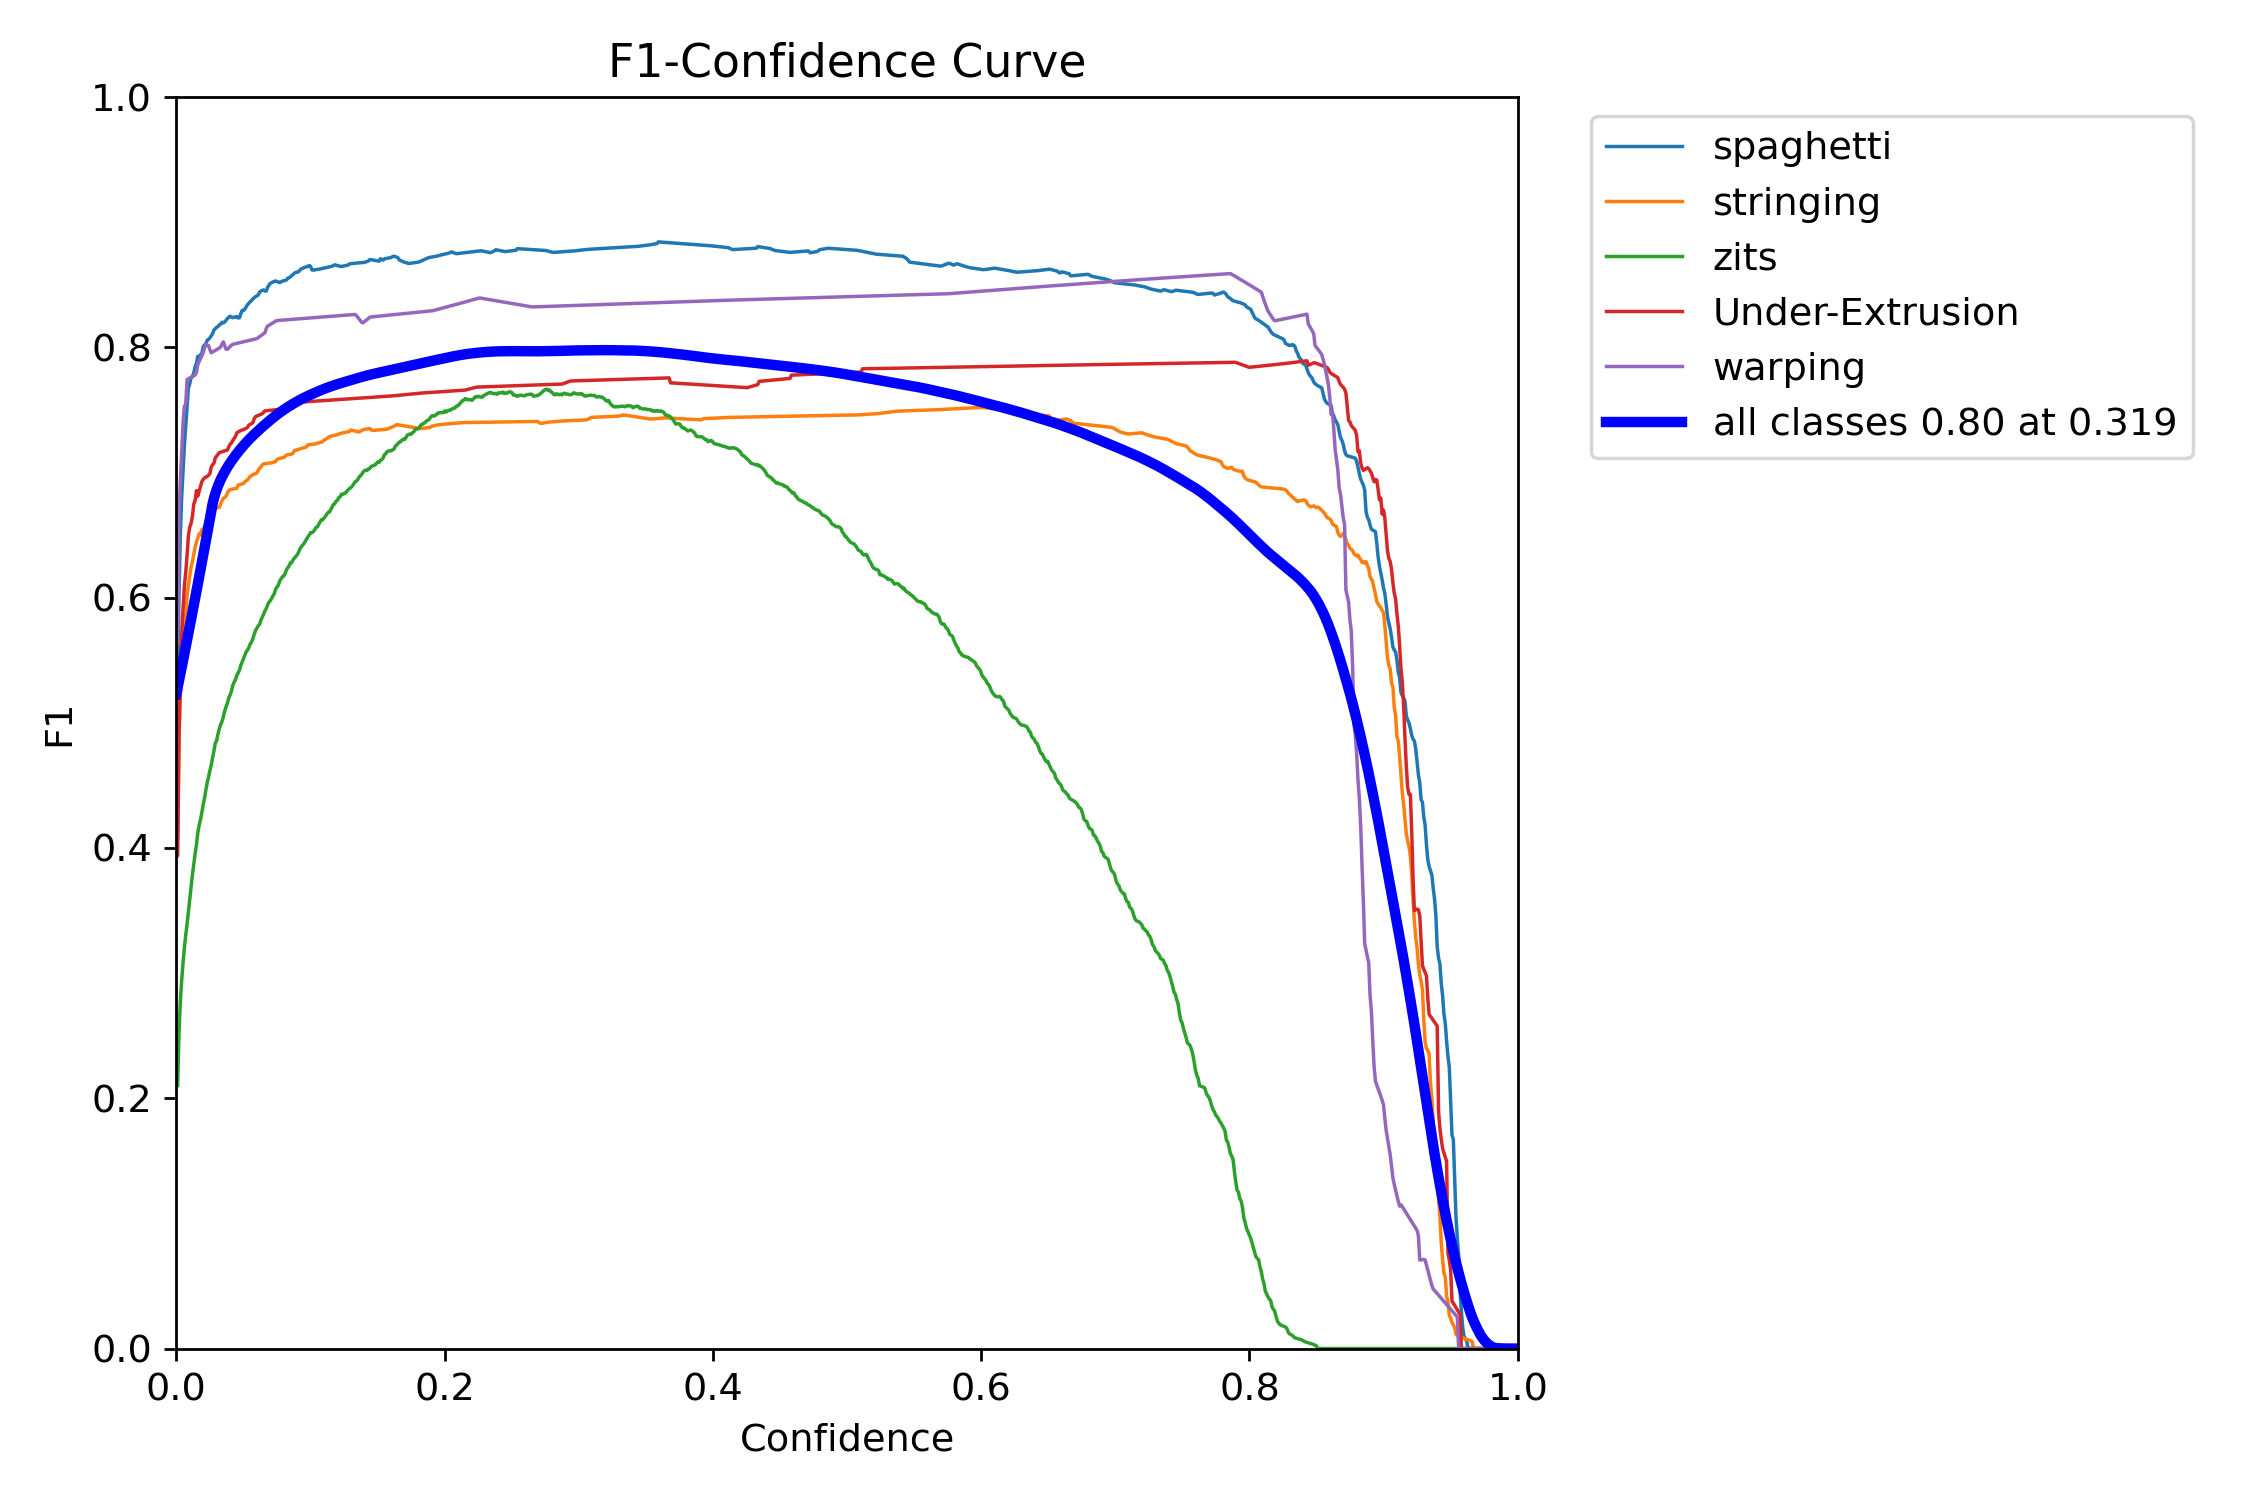 F1-Confidence Curve
1.0
0.8
0.6
0.4
0.2
0.0
F1
0.0 0.2 0.4 0.6 0.8 1.0
Confidence
spaghetti
stringing
zits
Under-Extrusion
warping
all classes 0.80 at 0.319